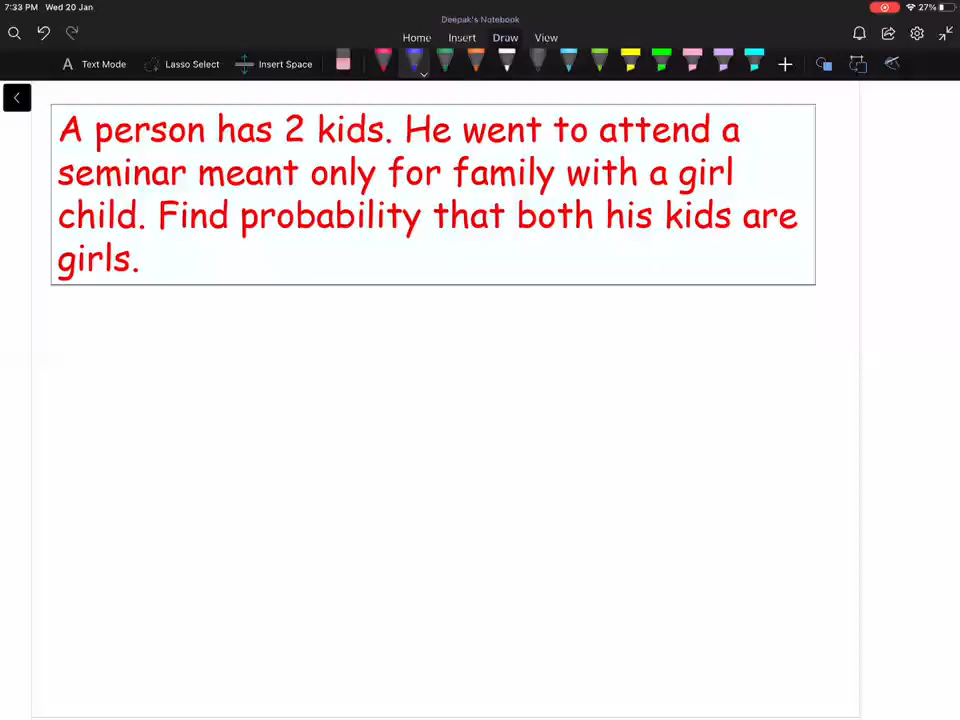 7:33 PM Wed 20 Jan 27%
Deepak's Notebook
Home Insert Draw View
A Text Mode Lasso Select Insert Space
A person has 2 kids. He went to attend a
seminar meant only for family with a girl
child. Find probability that both his kids are
girls.